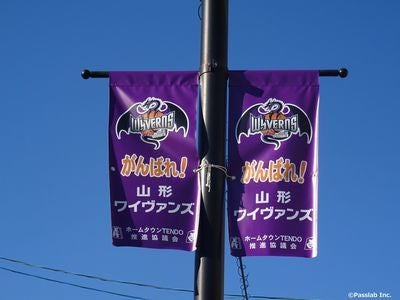 WYVERNS
がんばれ!
山形
ワイヴァンズ
ホームタウンTENDO
推進協議会
WYVERNS
がんばれ!
山形
ワイヴァンズ
ホームタウンTENDO
推進協議会
©Passlab Inc.